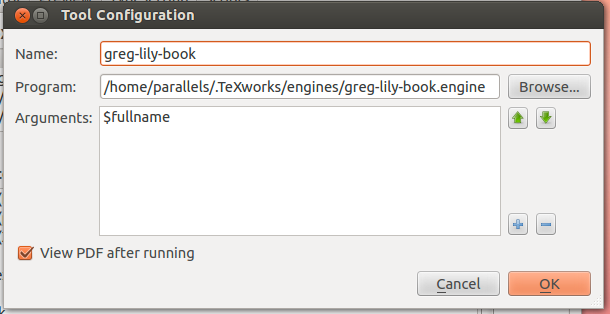 Tool Configuration
Name: greg-lily-book
Program: /home/parallels/.TeXworks/engines/greg-lily-book.engine Browse...
Arguments: $fullname
View PDF after running
Cancel OK